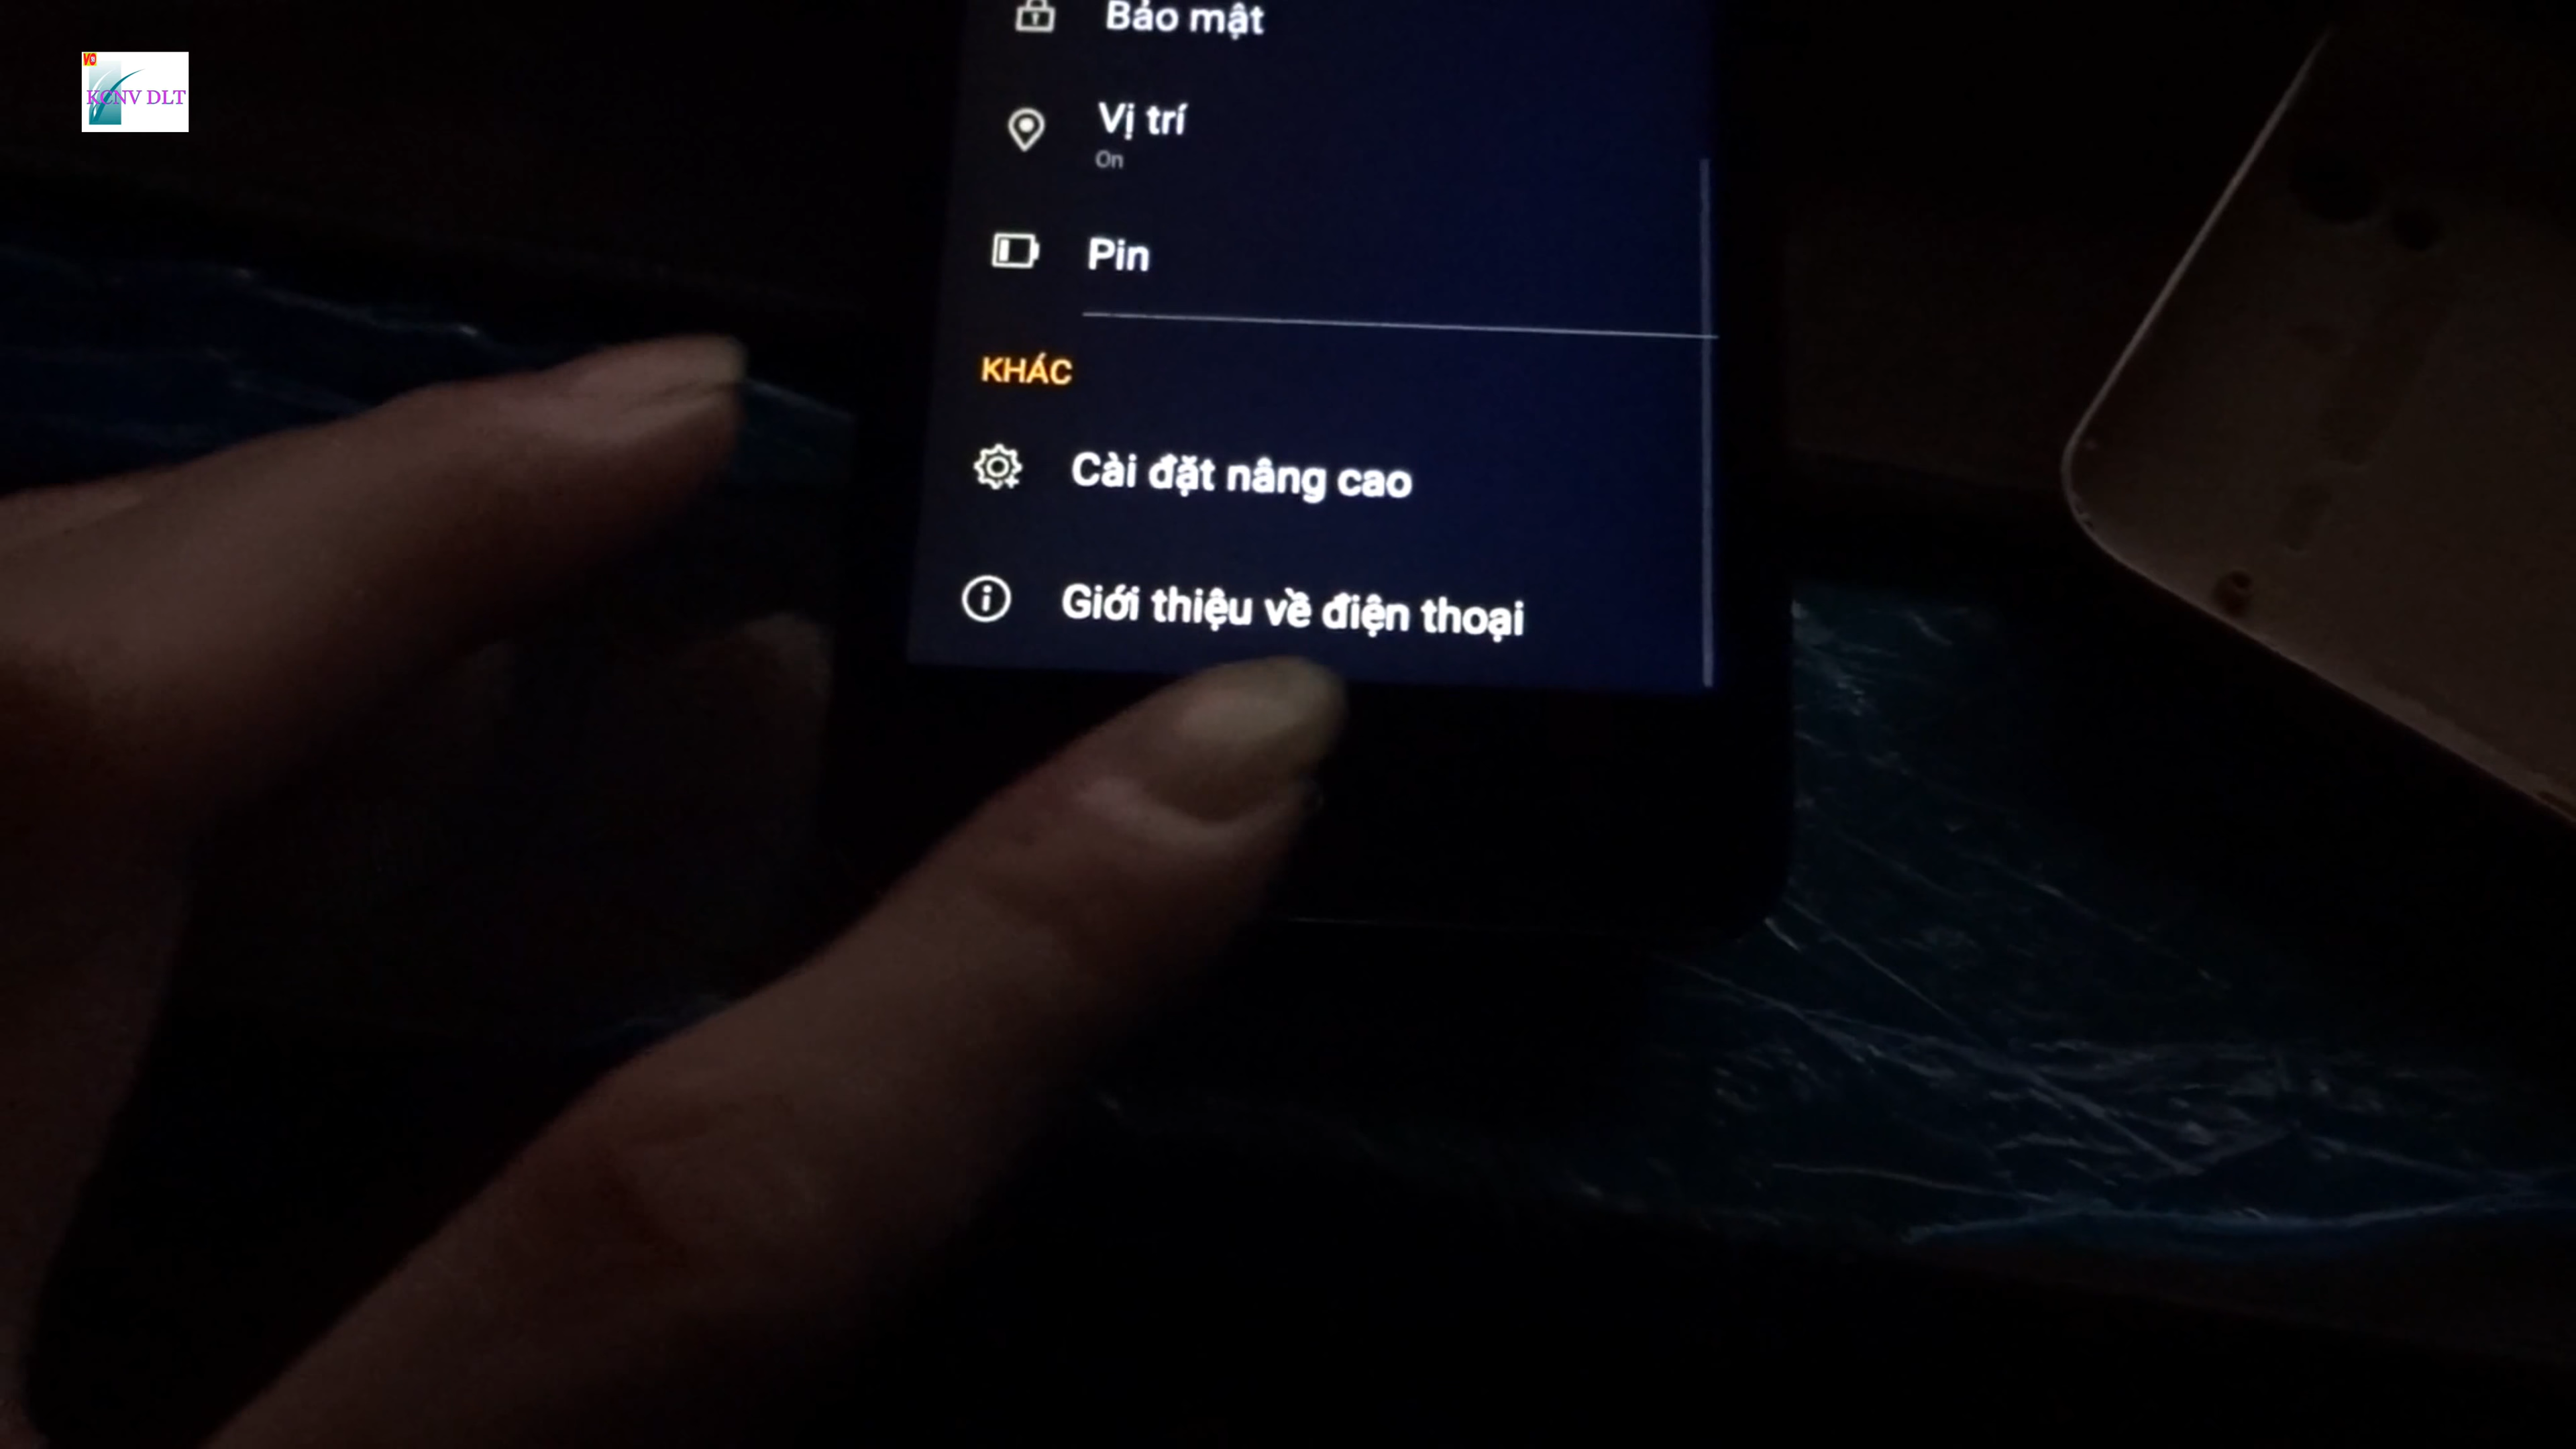 VO
KCNV DLT
Bảo mật
Vị trí
On
Pin
KHÁC
Cài đặt nâng cao
Giới thiệu về điện thoại